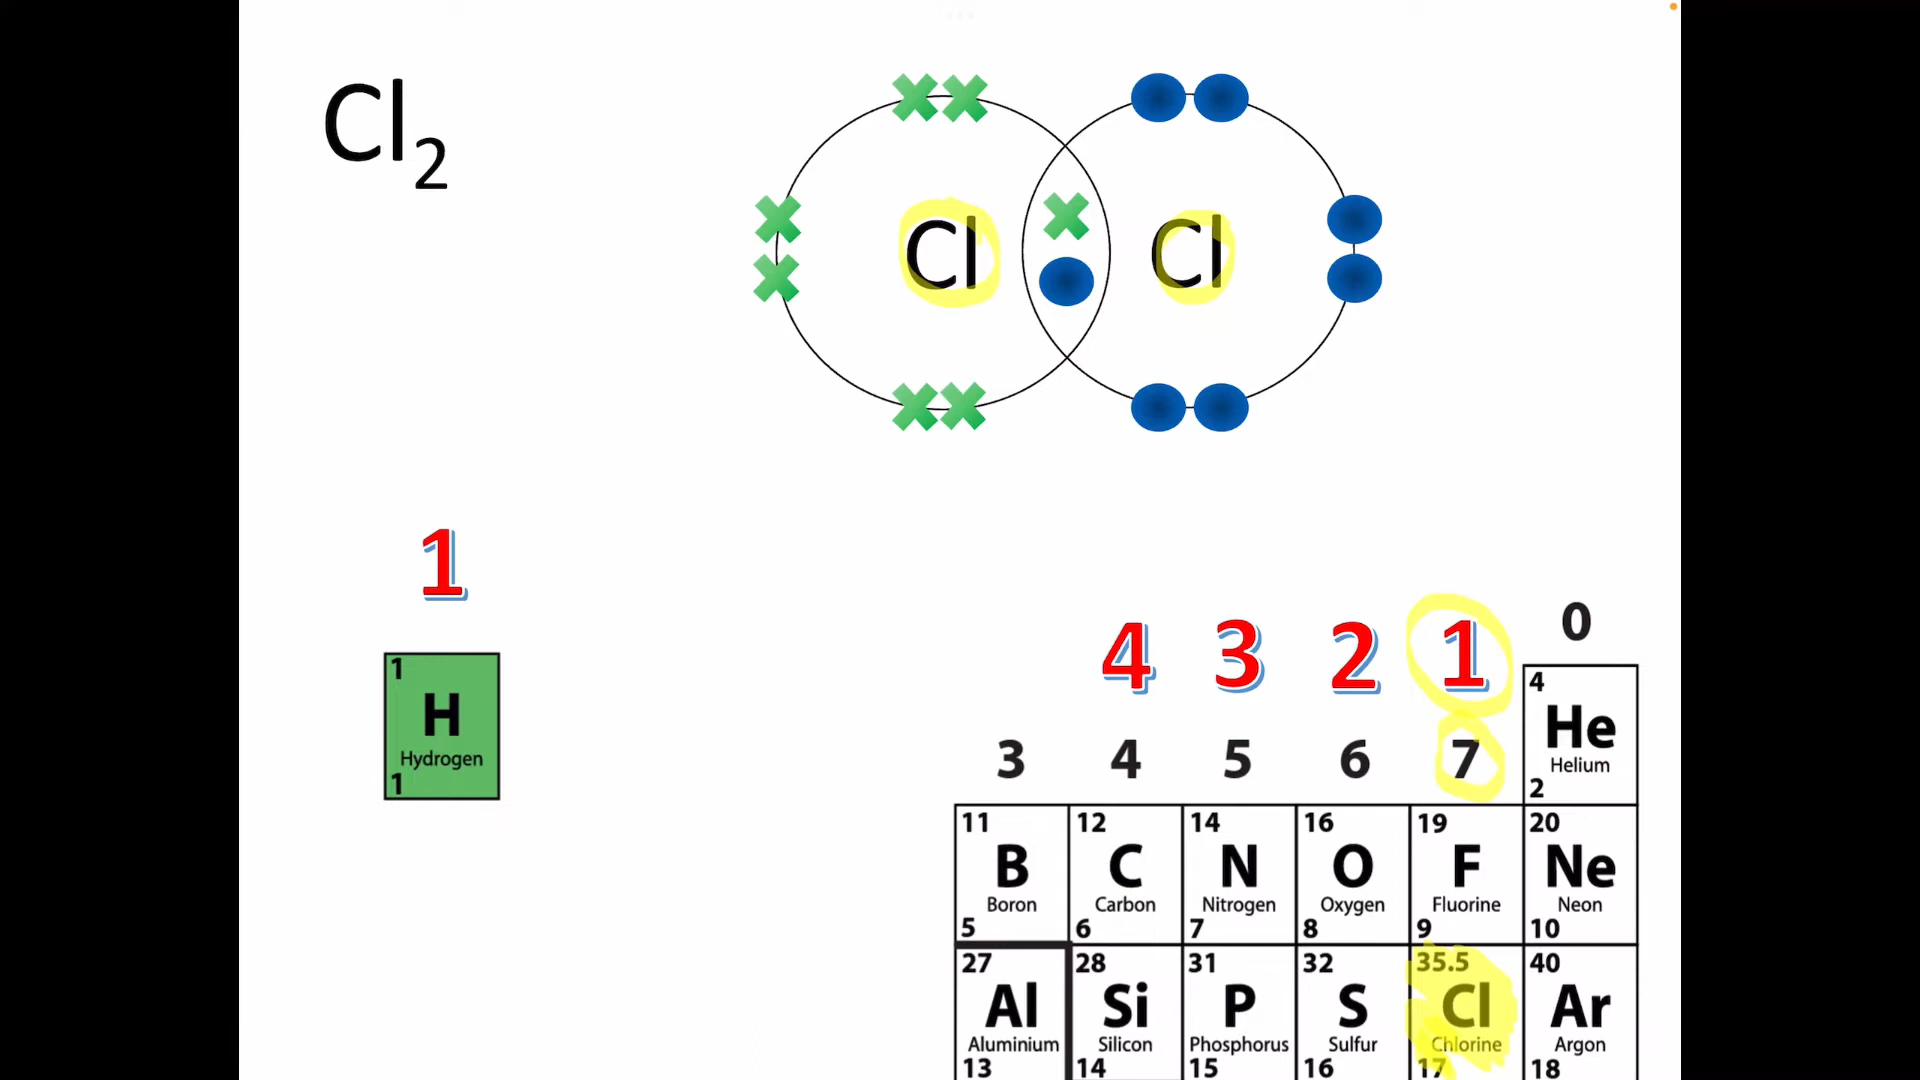 Cl2
Cl Cl
1
4 3 2 1 0
1
H
Hydrogen
1
4
He
Helium
2
3 4 5 6 7
11 12 14 16 19 20
B C N O F Ne
Boron Carbon Nitrogen Oxygen Fluorine Neon
5 6 7 8 9 10
27 28 31 32 35.5 40
Al Si P S Cl Ar
Aluminium Silicon Phosphorus Sulfur Chlorine Argon
13 14 15 16 17 18